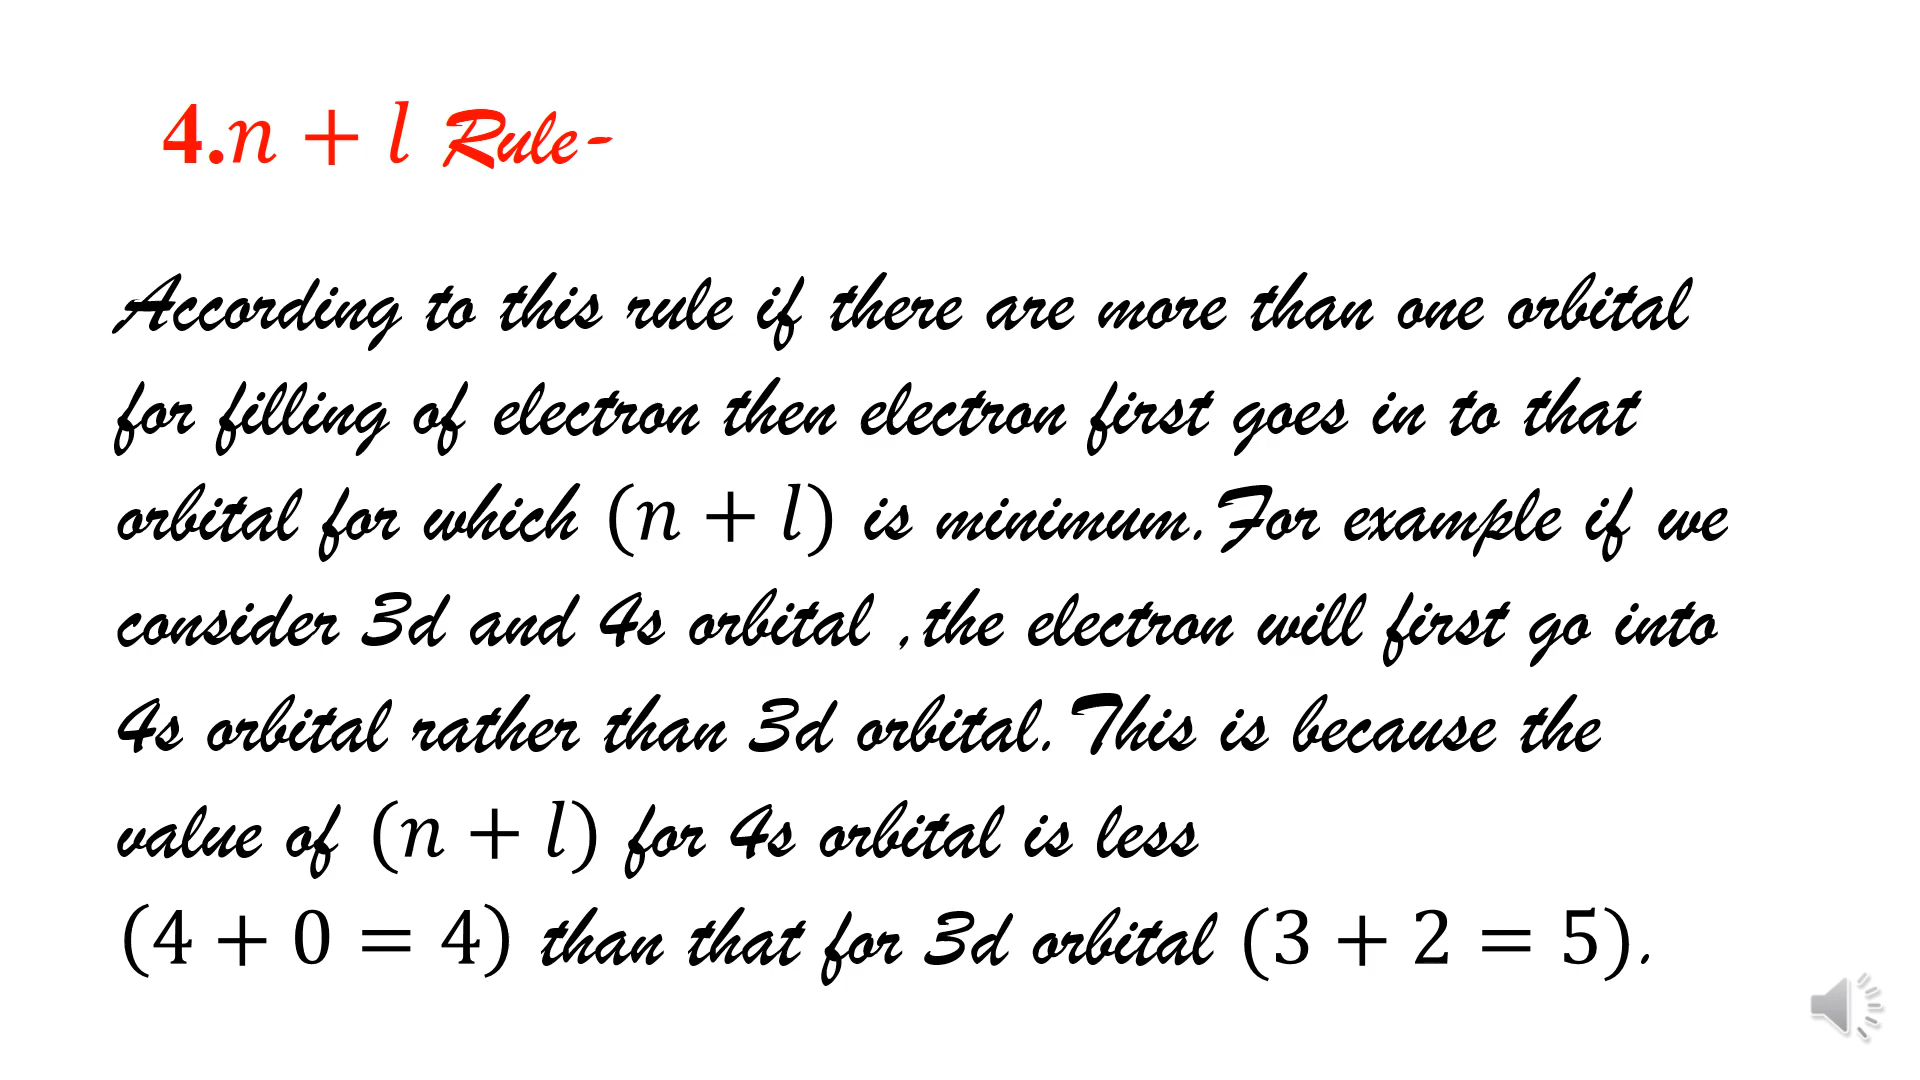 4.n + l Rule-
According to this rule if there are more than one orbital
for filling of electron then electron first goes in to that
orbital for which (n + l) is minimum.For example if we
consider 3d and 4s orbital ,the electron will first go into
4s orbital rather than 3d orbital.This is because the
value of (n + l) for 4s orbital is less
(4 + 0 = 4) than that for 3d orbital (3 + 2 = 5).